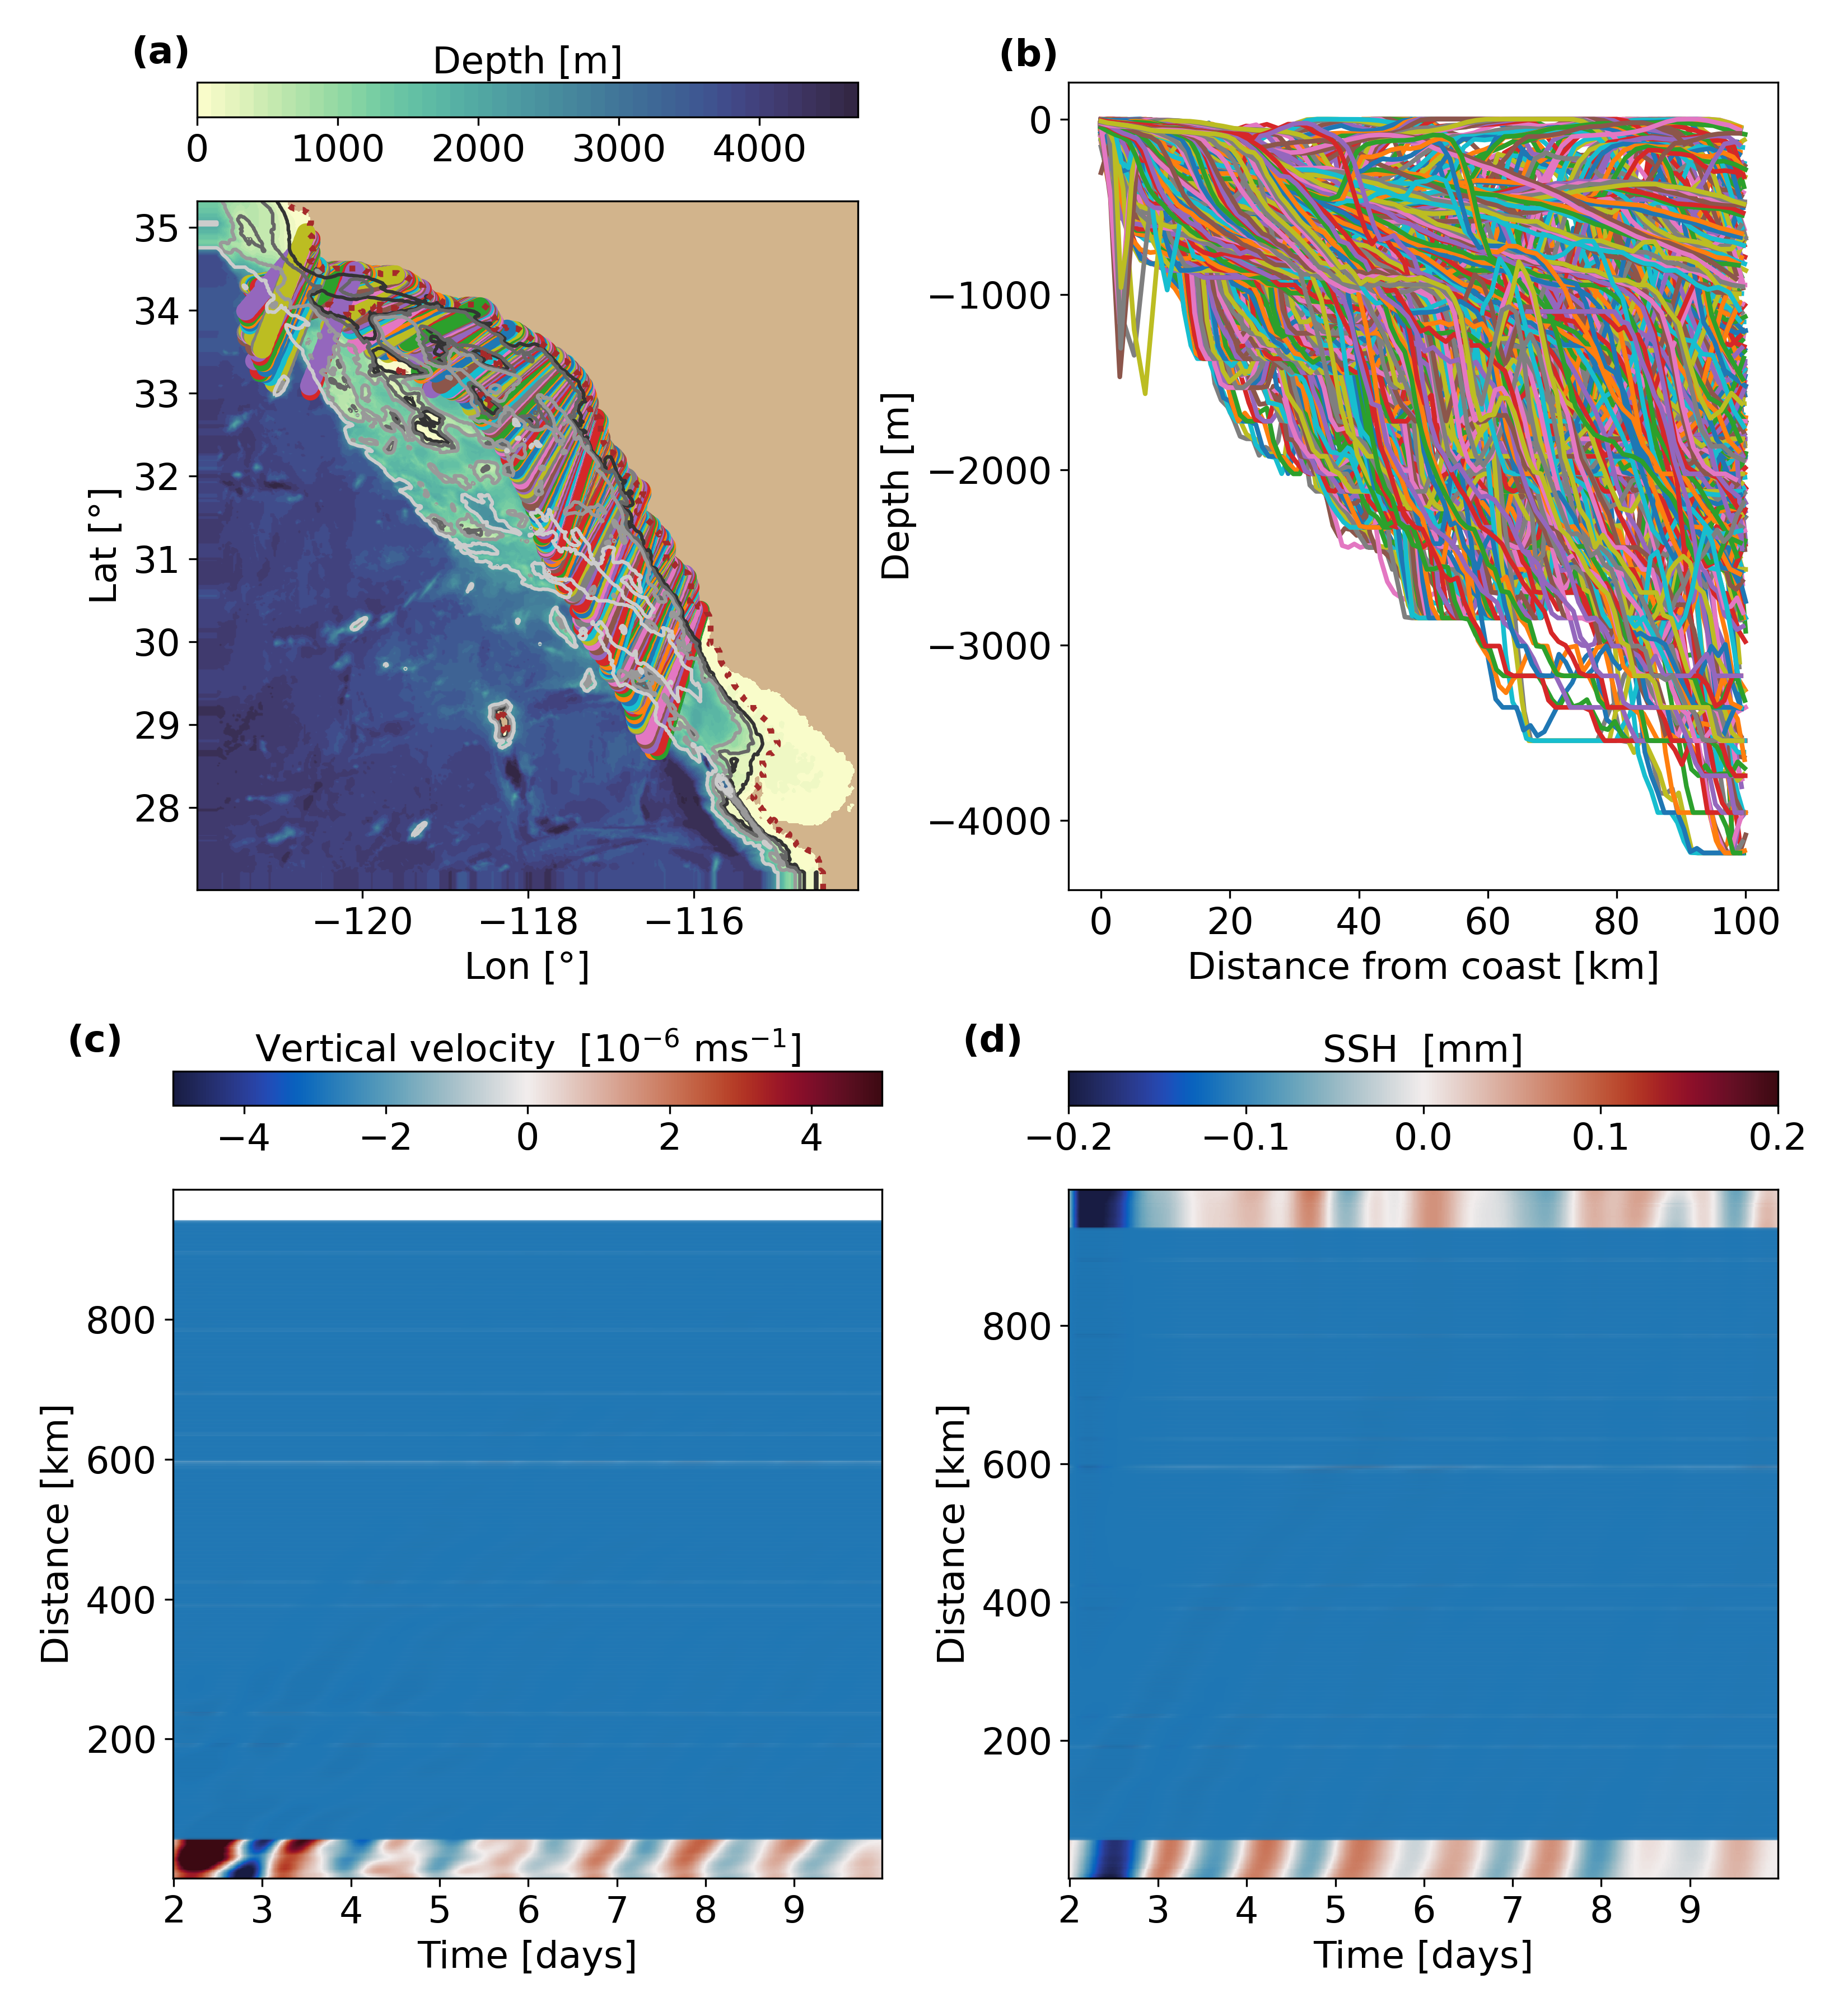 (a)
Depth [m]
0 1000 2000 3000 4000
35
34
33
32
31
30
29
28
Lat [°]
−120 −118 −116
Lon [°]
(b)
0
−1000
−2000
−3000
−4000
Depth [m]
0 20 40 60 80 100
Distance from coast [km]
(c)
Vertical velocity [10⁻⁶ ms⁻¹]
−4 −2 0 2 4
800
600
400
200
Distance [km]
2 3 4 5 6 7 8 9
Time [days]
(d)
SSH [mm]
−0.2 −0.1 0.0 0.1 0.2
800
600
400
200
Distance [km]
2 3 4 5 6 7 8 9
Time [days]